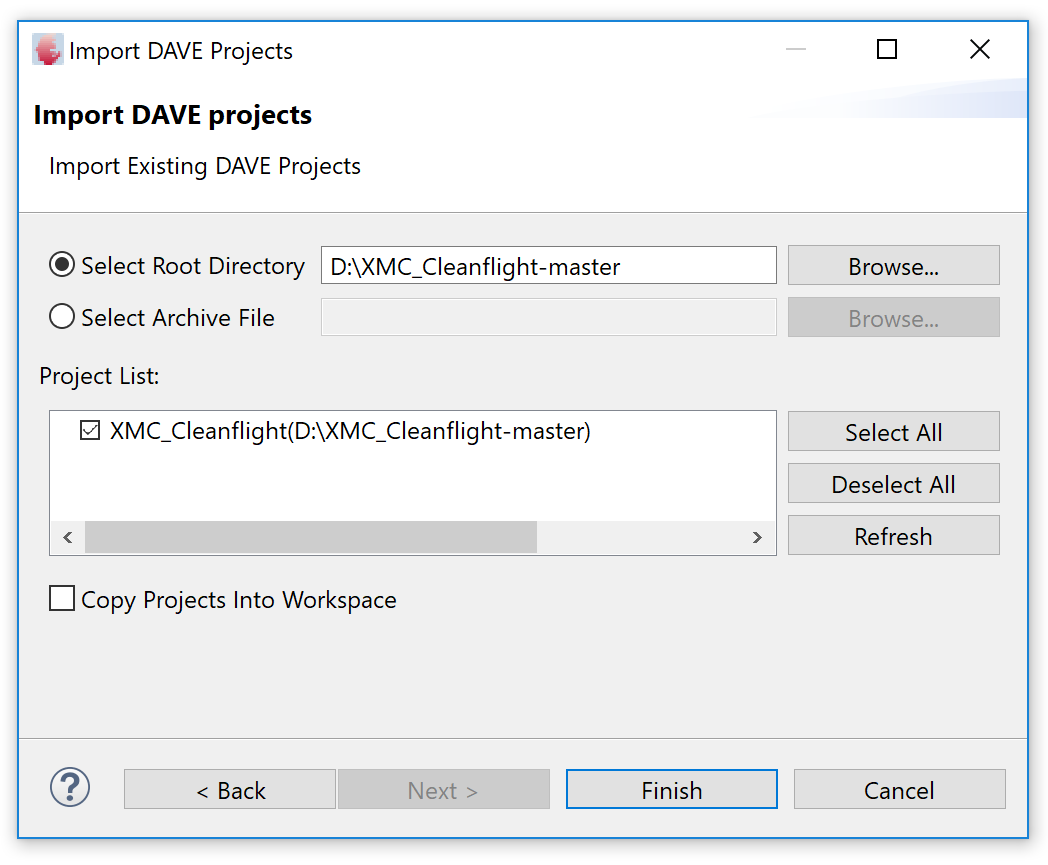 Import DAVE Projects
Import DAVE projects
Import Existing DAVE Projects
Select Root Directory D:\XMC_Cleanflight-master Browse...
Select Archive File Browse...
Project List:
XMC_Cleanflight(D:\XMC_Cleanflight-master) Select All
Deselect All
Refresh
Copy Projects Into Workspace
? < Back Next > Finish Cancel